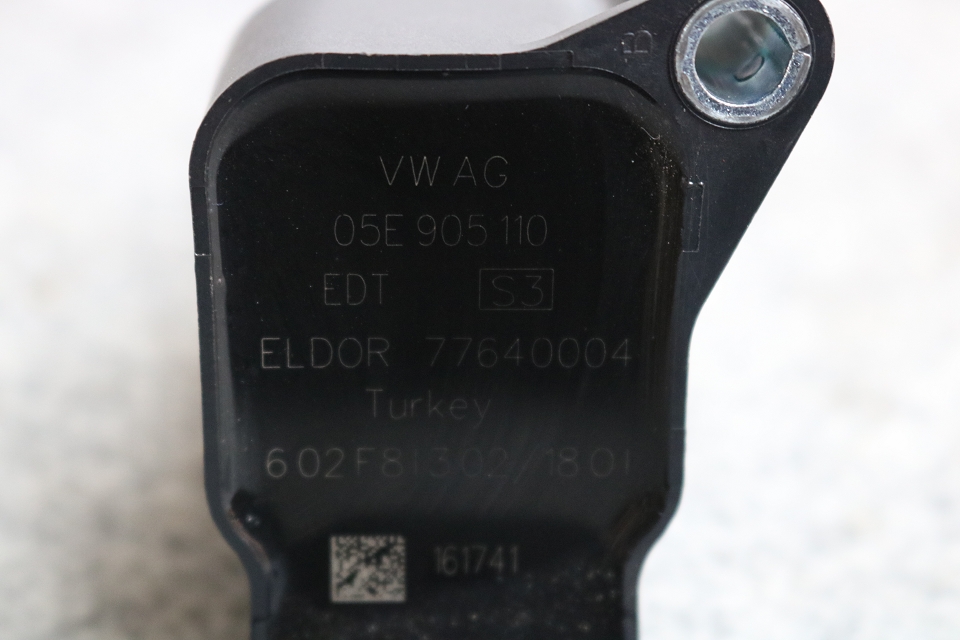 B
VW AG
05E 905 110
EDT S3
ELDOR 77640004
Turkey
602F81302/1801
161741